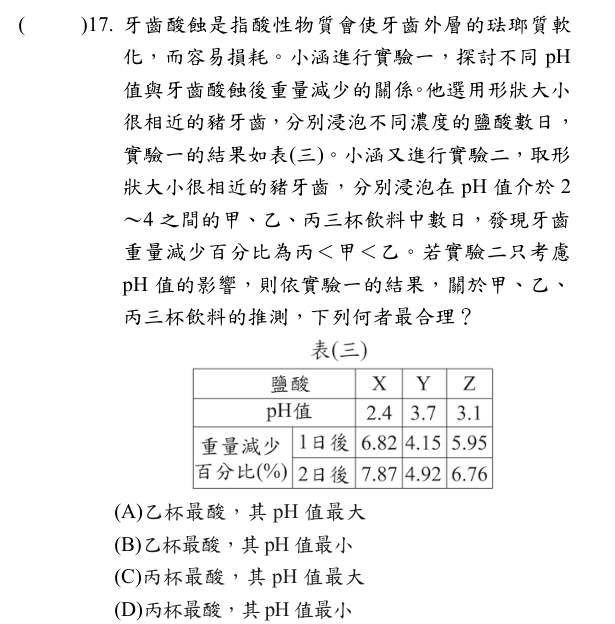 (　　)17. 牙齒酸蝕是指酸性物質會使牙齒外層的琺瑯質軟
化，而容易損耗。小涵進行實驗一，探討不同 pH
值與牙齒酸蝕後重量減少的關係。他選用形狀大小
很相近的豬牙齒，分別浸泡不同濃度的鹽酸數日，
實驗一的結果如表(三)。小涵又進行實驗二，取形
狀大小很相近的豬牙齒，分別浸泡在 pH 值介於 2
～4 之間的甲、乙、丙三杯飲料中數日，發現牙齒
重量減少百分比為丙＜甲＜乙。若實驗二只考慮
pH 值的影響，則依實驗一的結果，關於甲、乙、
丙三杯飲料的推測，下列何者最合理？
表(三)
鹽酸 X Y Z
pH值 2.4 3.7 3.1
重量減少 1日後 6.82 4.15 5.95
百分比(%) 2日後 7.87 4.92 6.76
(A)乙杯最酸，其 pH 值最大
(B)乙杯最酸，其 pH 值最小
(C)丙杯最酸，其 pH 值最大
(D)丙杯最酸，其 pH 值最小